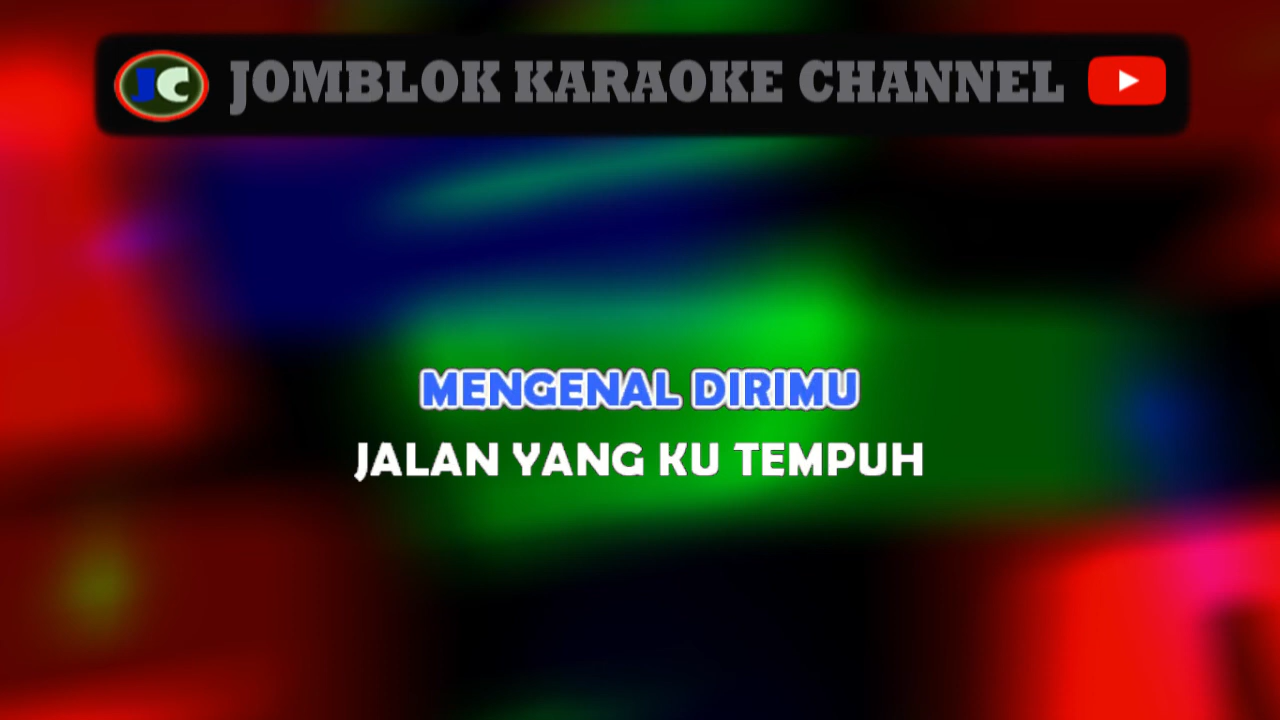 JC JOMBLOK KARAOKE CHANNEL
MENGENAL DIRIMU
JALAN YANG KU TEMPUH